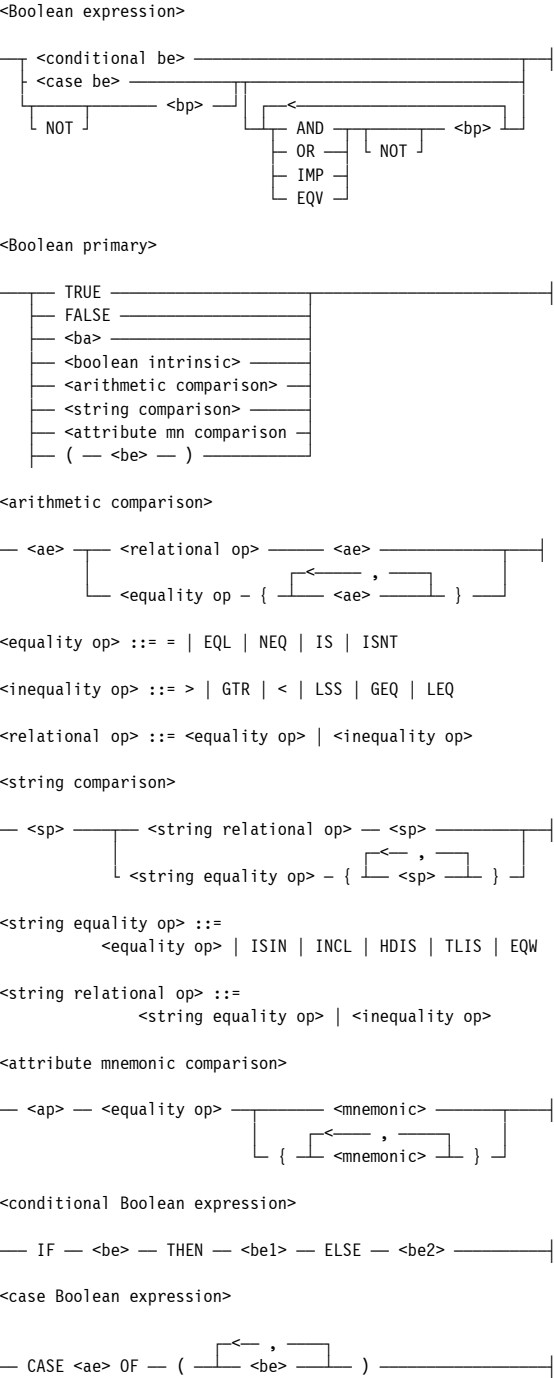 <Boolean expression>
<conditional be>
<case be>
<bp> <
NOT AND <bp>
OR NOT
IMP
EQV
<Boolean primary>
TRUE
FALSE
<ba>
<boolean intrinsic>
<arithmetic comparison>
<string comparison>
<attribute mn comparison
( <be> )
<arithmetic comparison>
<ae> <relational op> <ae>
< ,
<equality op { <ae> }
<equality op> ::= = | EQL | NEQ | IS | ISNT
<inequality op> ::= > | GTR | < | LSS | GEQ | LEQ
<relational op> ::= <equality op> | <inequality op>
<string comparison>
<sp> <string relational op> <sp>
< ,
<string equality op> { <sp> }
<string equality op> ::=
<equality op> | ISIN | INCL | HDIS | TLIS | EQW
<string relational op> ::=
<string equality op> | <inequality op>
<attribute mnemonic comparison>
<ap> <equality op> <mnemonic>
< ,
{ <mnemonic> }
<conditional Boolean expression>
IF <be> THEN <be1> ELSE <be2>
<case Boolean expression>
< ,
CASE <ae> OF ( <be> )